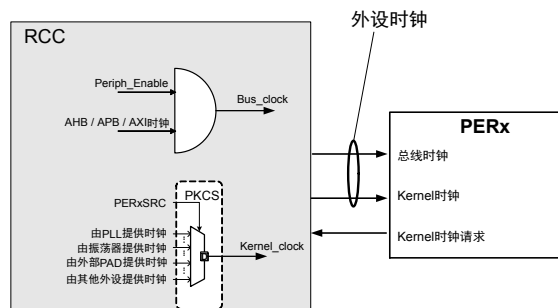 外设时钟
RCC
Periph_Enable
Bus_clock
AHB / APB / AXI时钟
PERx
总线时钟
Kernel时钟
Kernel时钟请求
PERxSRC
PKCS
由PLL提供时钟
由振荡器提供时钟
由外部PAD提供时钟
由其他外设提供时钟
Kernel_clock